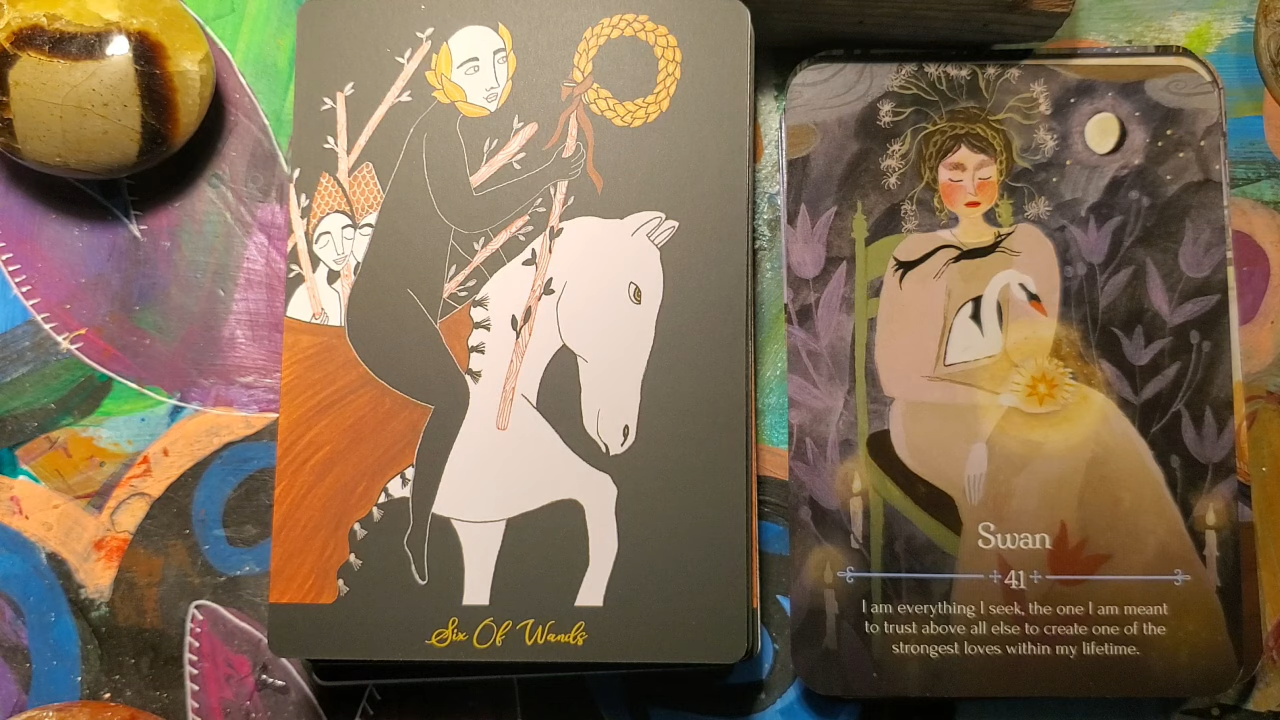 Six Of Wands
Swan
41
I am everything I seek, the one I am meant
to trust above all else to create one of the
strongest loves within my lifetime.